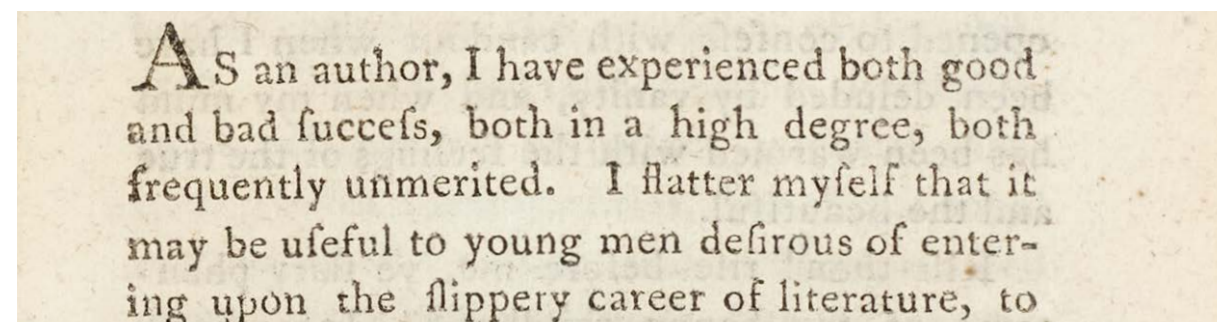 As an author, I have experienced both good
and bad ſucceſs, both in a high degree, both
frequently unmerited. I flatter myſelf that it
may be uſeful to young men deſirous of enter-
ing upon the ſlippery career of literature, to